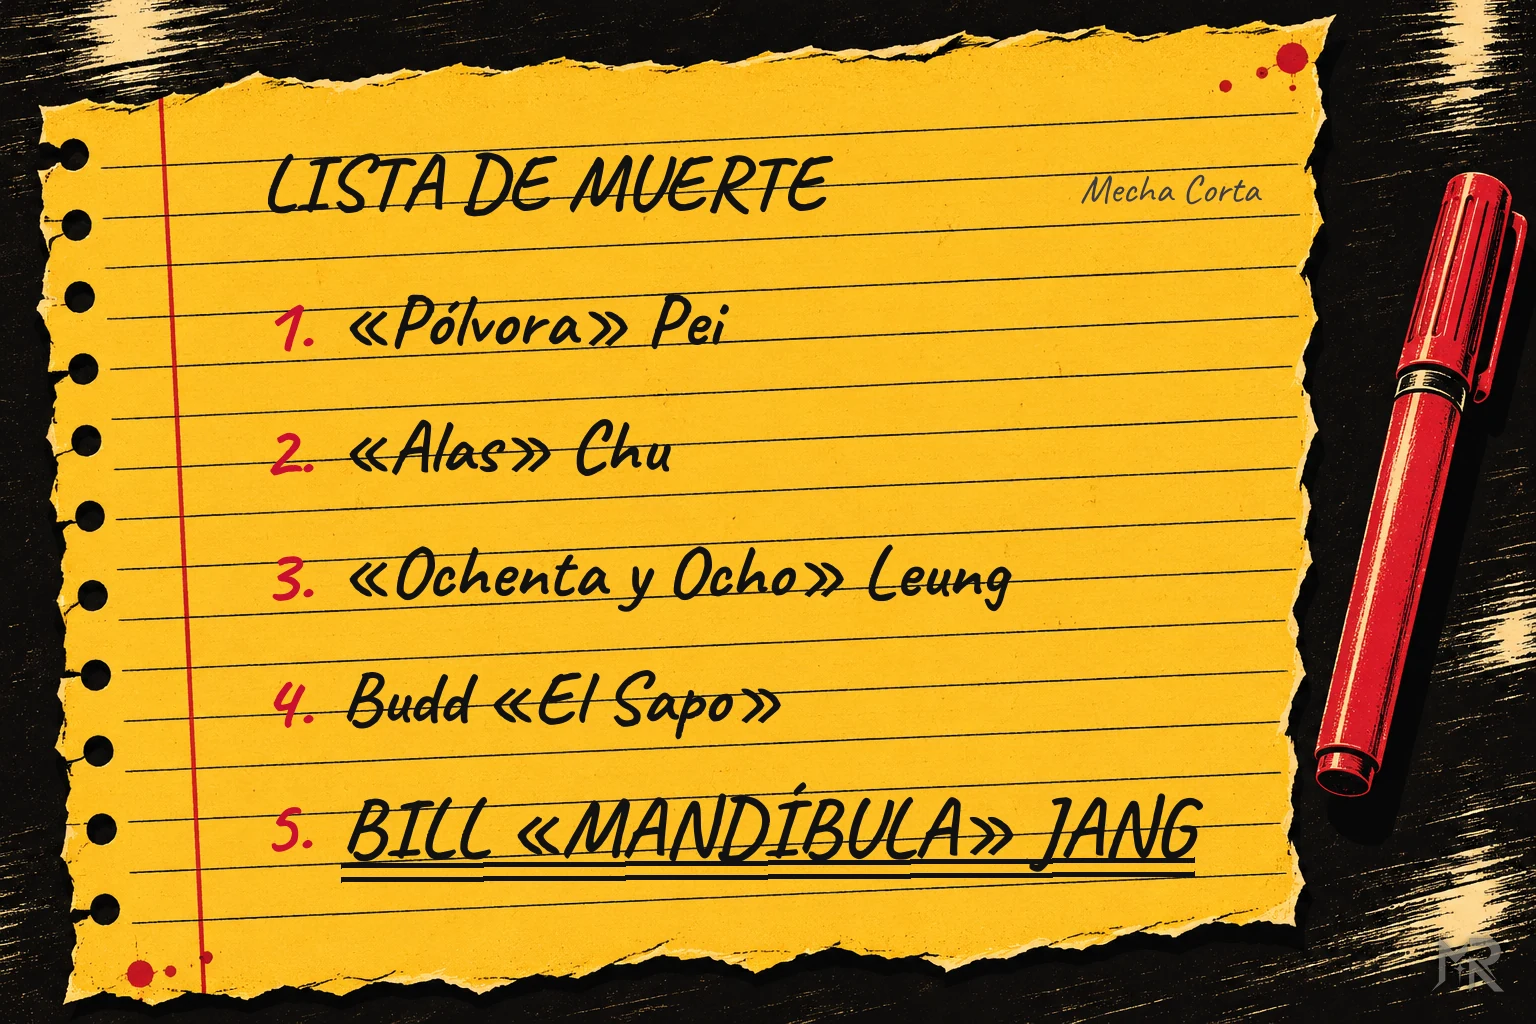 LISTA DE MUERTE
Mecha Corta
1. «Pólvora» Pei
2. «Alas» Chu
3. «Ochenta y Ocho» Leung
4. Budd «El Sapo»
5. BILL «MANDÍBULA» JANG
MR